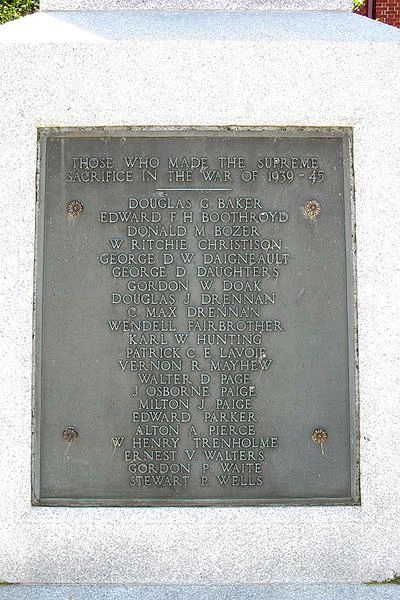 THOSE WHO MADE THE SUPREME
SACRIFICE IN THE WAR OF 1939-45
DOUGLAS G BAKER
EDWARD F H BOOTHROYD
DONALD M BOZER
W RITCHIE CHRISTISON
GEORGE D W DAIGNEAULT
GEORGE D DAUGHTERS
GORDON W DOAK
DOUGLAS J DRENNAN
C MAX DRENNAN
WENDELL FAIRBROTHER
KARL W HUNTING
PATRICK C E LAVOIE
VERNON R MAYHEW
WALTER D PAGE
J OSBORNE PAIGE
MILTON J PAIGE
EDWARD PARKER
ALTON A PIERCE
W HENRY TRENHOLME
ERNEST V WALTERS
GORDON P WAITE
STEWART P WELLS